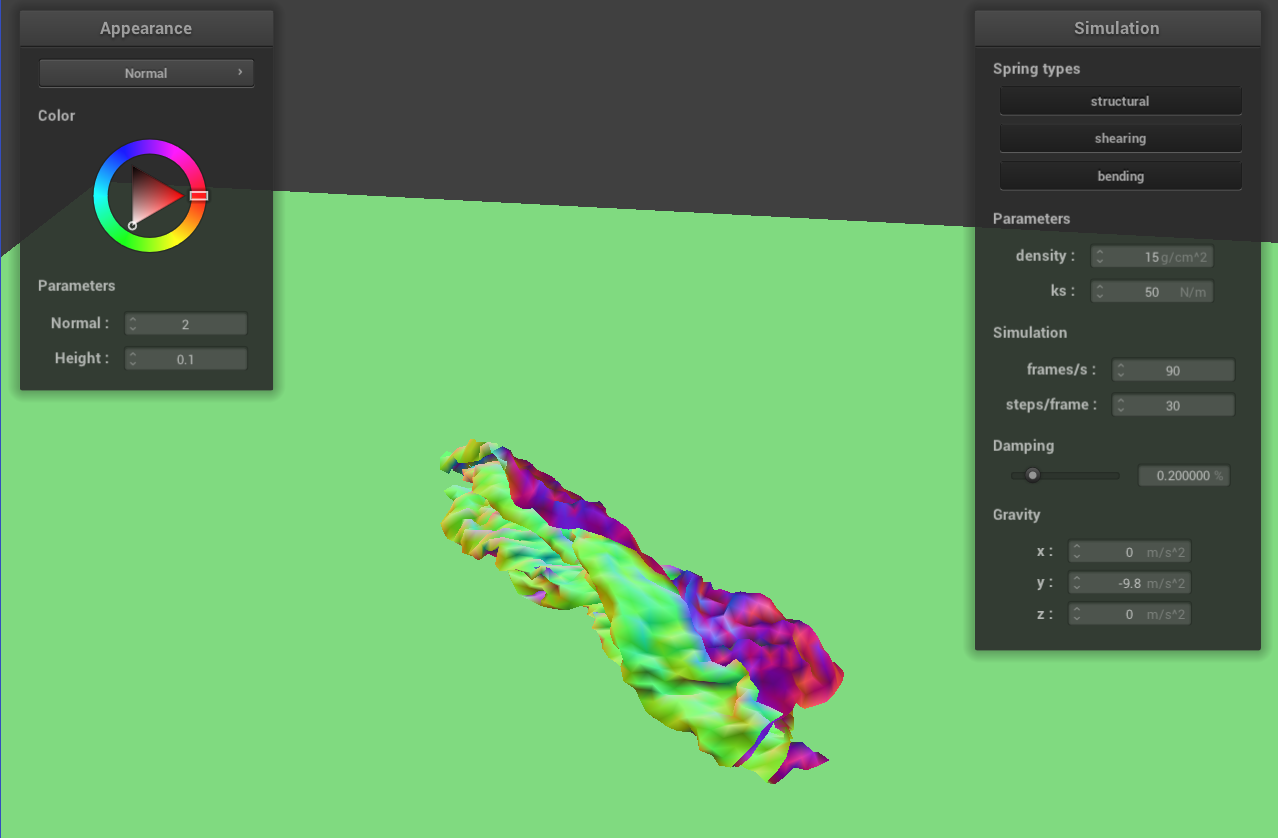 Appearance
Normal
Color
Parameters
Normal : 2
Height : 0.1
Simulation
Spring types
structural
shearing
bending
Parameters
density : 15 g/cm^2
ks : 50 N/m
Simulation
frames/s : 90
steps/frame : 30
Damping
0.200000 %
Gravity
x : 0 m/s^2
y : -9.8 m/s^2
z : 0 m/s^2